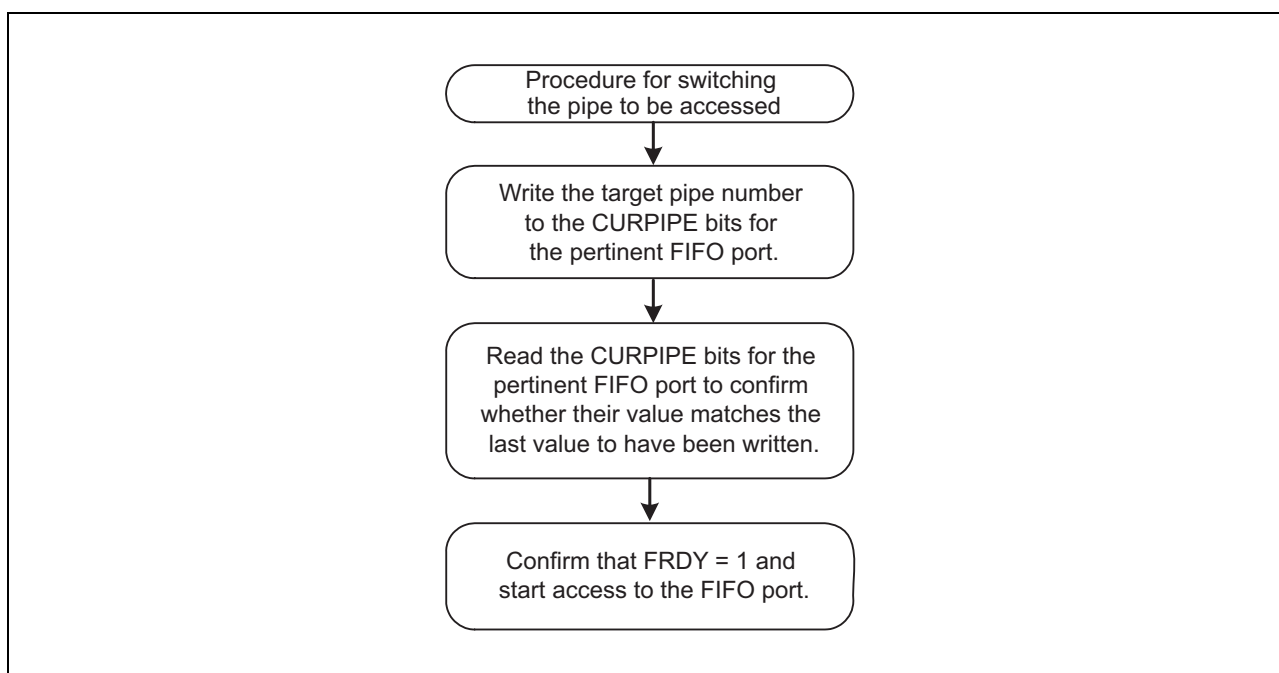 Procedure for switching
the pipe to be accessed
Write the target pipe number
to the CURPIPE bits for
the pertinent FIFO port.
Read the CURPIPE bits for the
pertinent FIFO port to confirm
whether their value matches the
last value to have been written.
Confirm that FRDY = 1 and
start access to the FIFO port.